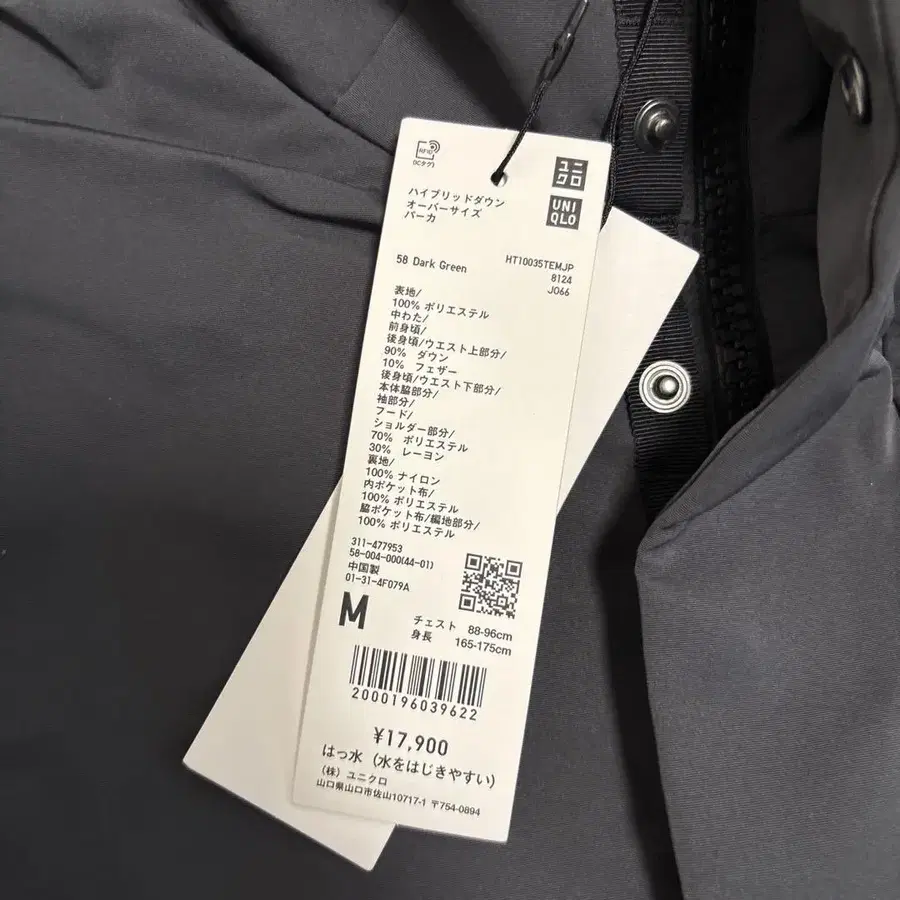 RFID
(ICタグ)
ユニ
クロ
UNI
QLO
ハイブリッドダウン
オーバーサイズ
パーカ
58 Dark Green
HT10035TEMJP
8124
J066
表地/
100% ポリエステル
中わた/
前身頃/
後身頃/ウエスト上部分/
90% ダウン
10% フェザー
後身頃/ウエスト下部分/
本体脇部分/
袖部分/
フード/
ショルダー部分/
70% ポリエステル
30% レーヨン
裏地/
100% ナイロン
内ポケット布/
100% ポリエステル
脇ポケット布/編地部分/
100% ポリエステル
311-477953
58-004-000(44-01)
中国製
01-31-4F079A
M
チェスト 88-96cm
身長 165-175cm
2000196039622
¥17,900
はっ水 (水をはじきやすい)
(株) ユニクロ
山口県山口市佐山10717-1 〒754-0894